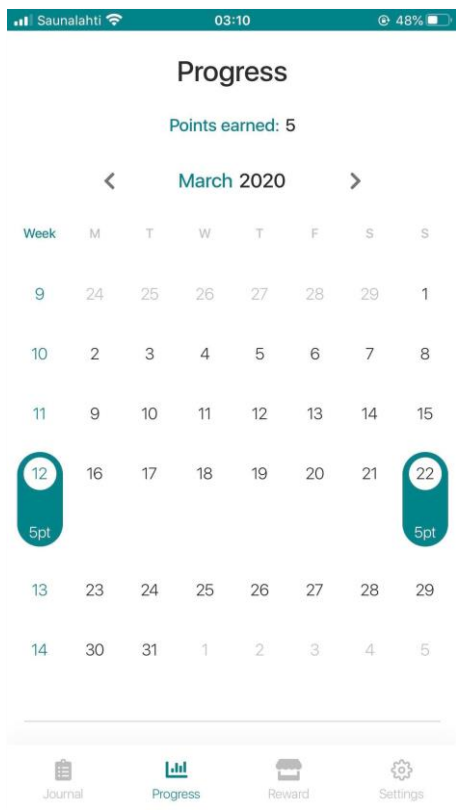 Saunalahti 03:10 48%
Progress
Points earned: 5
March 2020
Week M T W T F S S
9 24 25 26 27 28 29 1
10 2 3 4 5 6 7 8
11 9 10 11 12 13 14 15
12 16 17 18 19 20 21 22
5pt 5pt
13 23 24 25 26 27 28 29
14 30 31 1 2 3 4 5
Journal Progress Reward Settings